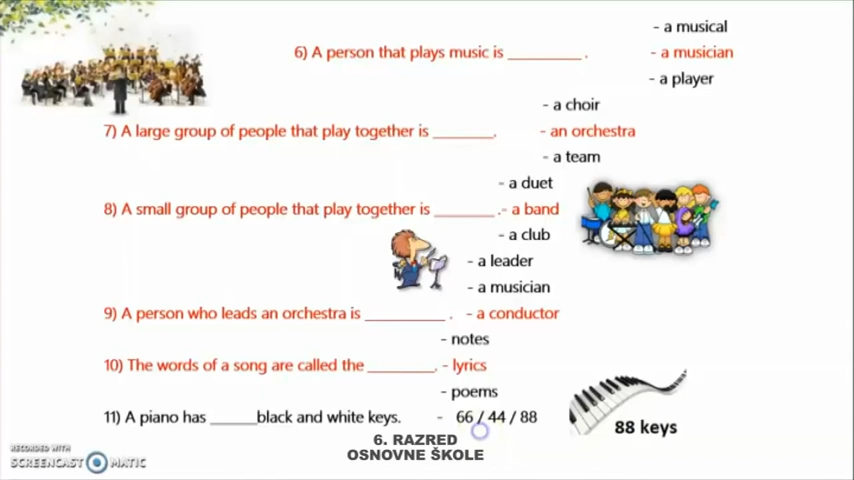 - a musical
6) A person that plays music is ________ . - a musician
- a player
- a choir
7) A large group of people that play together is _______. - an orchestra
- a team
- a duet
8) A small group of people that play together is _______ .- a band
- a club
- a leader
- a musician
9) A person who leads an orchestra is _________ . - a conductor
- notes
10) The words of a song are called the ________. - lyrics
- poems
11) A piano has _____black and white keys. - 66 / 44 / 88
88 keys
6. RAZRED
OSNOVNE ŠKOLE
RECORDED WITH
SCREENCAST MATIC